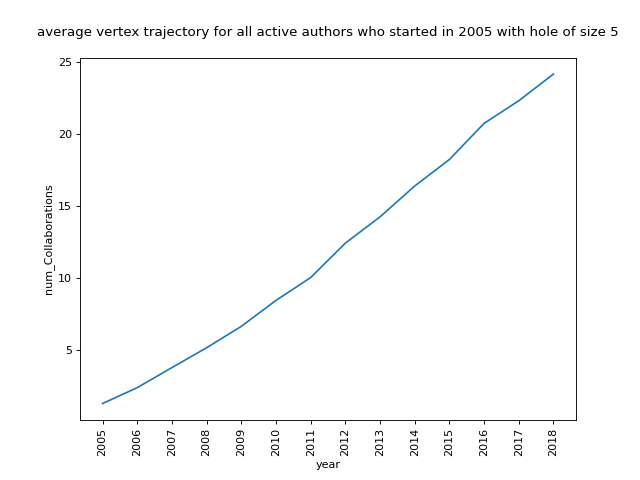 average vertex trajectory for all active authors who started in 2005 with hole of size 5
25
20
15
10
5
num_Collaborations
2005 2006 2007 2008 2009 2010 2011 2012 2013 2014 2015 2016 2017 2018
year